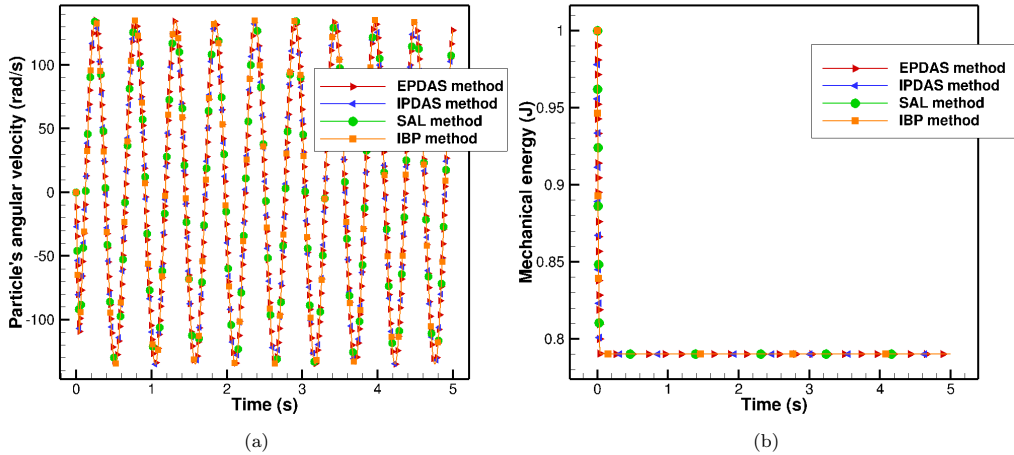 Particle's angular velocity (rad/s)
100
50
0
-50
-100
0
1
2
3
4
5
Time (s)
EPDAS method
IPDAS method
SAL method
IBP method
(a)
Mechanical energy (J)
1
0.95
0.9
0.85
0.8
0
1
2
3
4
5
Time (s)
EPDAS method
IPDAS method
SAL method
IBP method
(b)